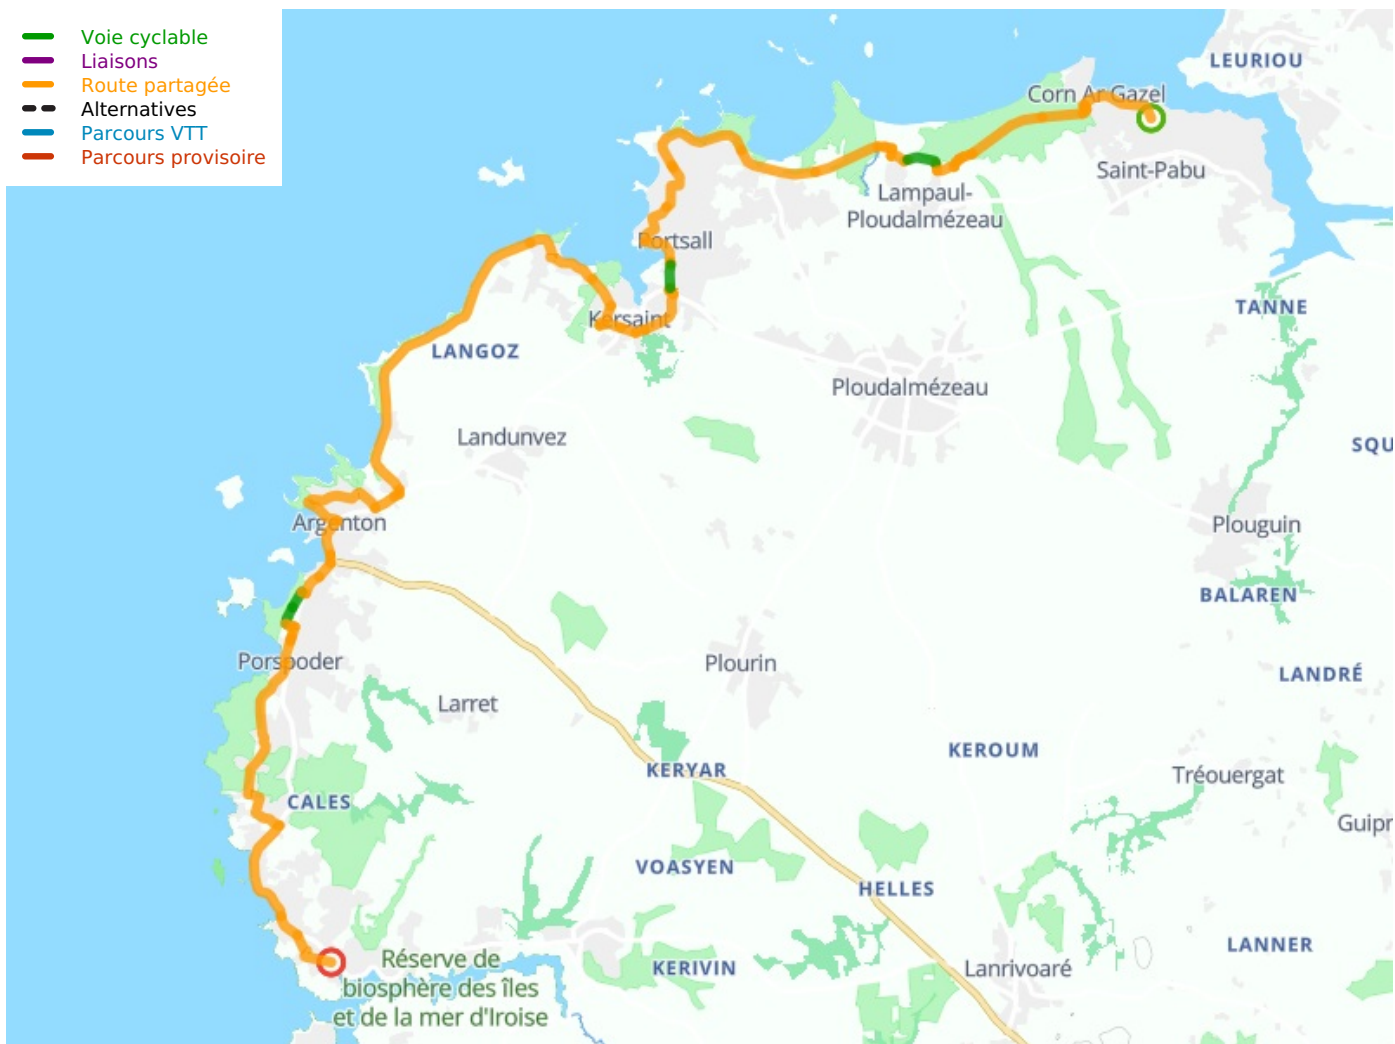 Voie cyclable
Liaisons
Route partagée
Alternatives
Parcours VTT
Parcours provisoire
LEURIOU
Corn Ar Gazel
Saint-Pabu
Lampaul-
Ploudalmézeau
Portsall
TANNE
Kersaint
LANGOZ
Ploudalmézeau
Landunvez
SQU
Argenton
Plouguin
BALAREN
Porspoder
Plourin
LANDRÉ
Larret
KEROUM
KERYAR
Tréouergat
CALES
Guipr
VOASYEN
HELLES
LANNER
Réserve de
biosphère des îles
et de la mer d'Iroise
KERIVIN
Lanrivoaré